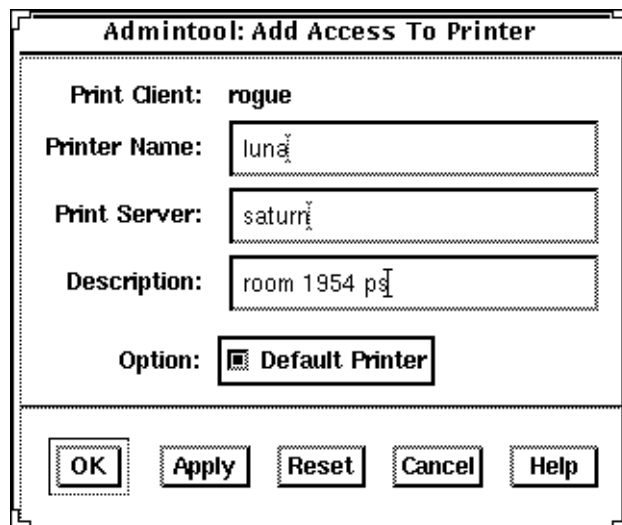 Admintool: Add Access To Printer
Print Client: rogue
Printer Name: luna
Print Server: saturn
Description: room 1954 ps
Option: Default Printer
OK Apply Reset Cancel Help